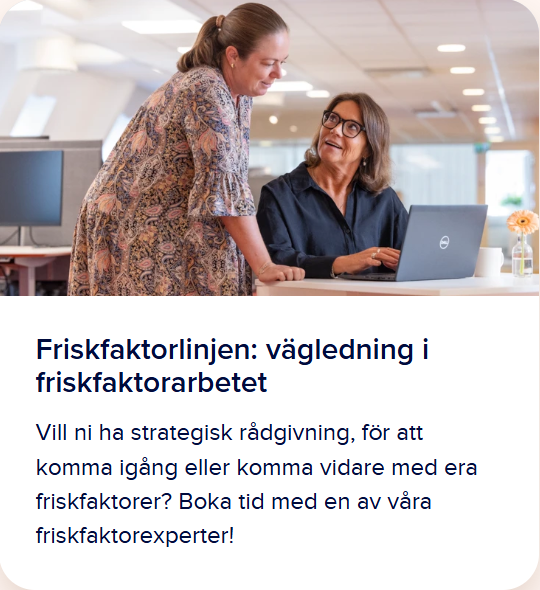 Friskfaktorlinjen: vägledning i
friskfaktorarbetet
Vill ni ha strategisk rådgivning, för att
komma igång eller komma vidare med era
friskfaktorer? Boka tid med en av våra
friskfaktorexperter!